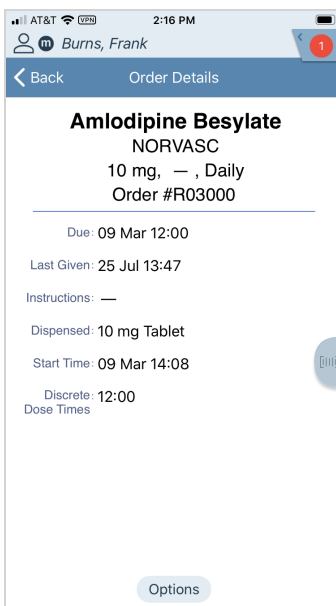 AT&T VPN 2:16 PM
m Burns, Frank 1
Back Order Details
Amlodipine Besylate
NORVASC
10 mg, — , Daily
Order #R03000
Due: 09 Mar 12:00
Last Given: 25 Jul 13:47
Instructions: —
Dispensed: 10 mg Tablet
Start Time: 09 Mar 14:08
Discrete Dose Times: 12:00
Options